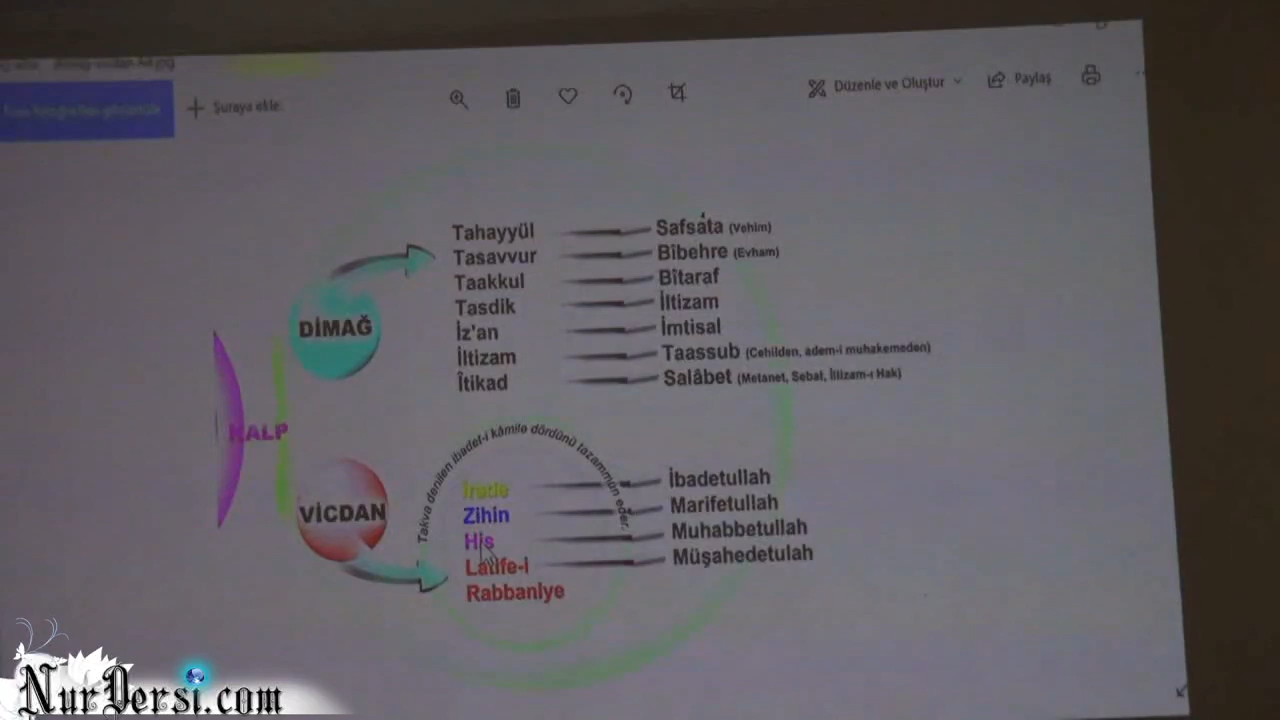 Şuraya ekle:
Düzenle ve Oluştur
Paylaş
Tahayyül Safsata (Vehim)
Tasavvur Bîbehre (Evham)
Taakkul Bîtaraf
Tasdik İltizam
İz'an İmtisal
İltizam Taassub (Cehilden, adem-i muhakemeden)
Îtikad Salâbet (Metanet, Sebat, İltizam-ı Hak)
DİMAĞ
KALP
VİCDAN
Takva denilen ibadet-i kâmile dördünü tazammun eder.
İrade İbadetullah
Zihin Marifetullah
His Muhabbetullah
Latife-i Müşahedetulah
Rabbaniye
NurDersi.com